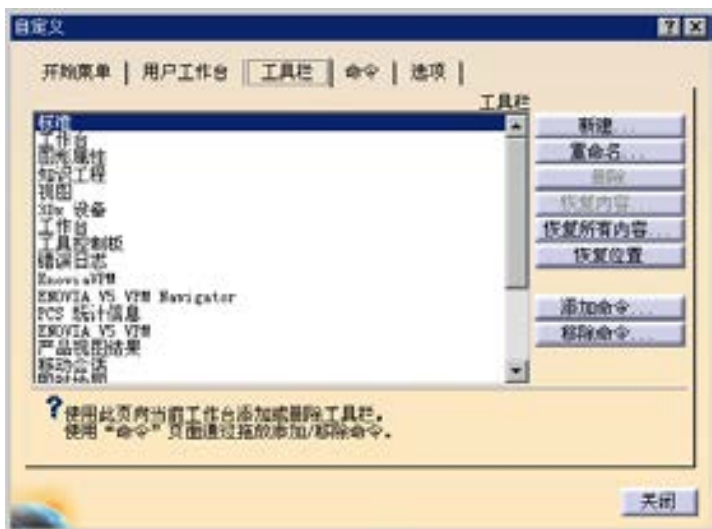 自定义
开始菜单 用户工作台 工具栏 命令 选项
工具栏
标准
工作台
图形属性
知识工程
视图
3Dx 设备
工作台
工具控制板
错误日志
EnoviaVPM
ENOVIA V5 VPM Navigator
PCS 统计信息
ENOVIA V5 VPM
产品视图结果
移动会话
新建...
重命名...
删除
恢复内容...
恢复所有内容...
恢复位置
添加命令...
移除命令...
使用此页向当前工作台添加或删除工具栏。
使用“命令”页面通过拖放添加/移除命令。
关闭